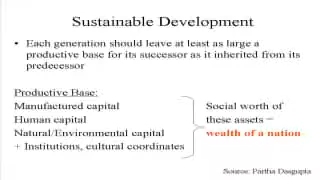 Sustainable Development
• Each generation should leave at least as large a
productive base for its successor as it inherited from its
predecessor
Productive Base:
Manufactured capital
Human capital
Natural/Environmental capital
+ Institutions, cultural coordinates
Social worth of
these assets =
wealth of a nation
Source: Partha Dasgupta